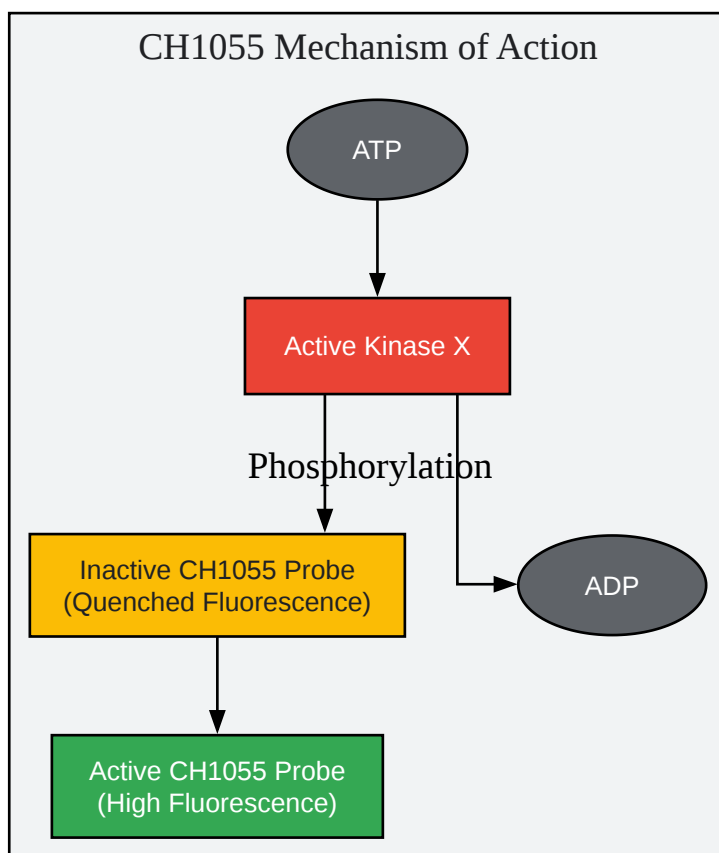 CH1055 Mechanism of Action
ATP
Active Kinase X
Phosphorylation
Inactive CH1055 Probe
(Quenched Fluorescence)
ADP
Active CH1055 Probe
(High Fluorescence)